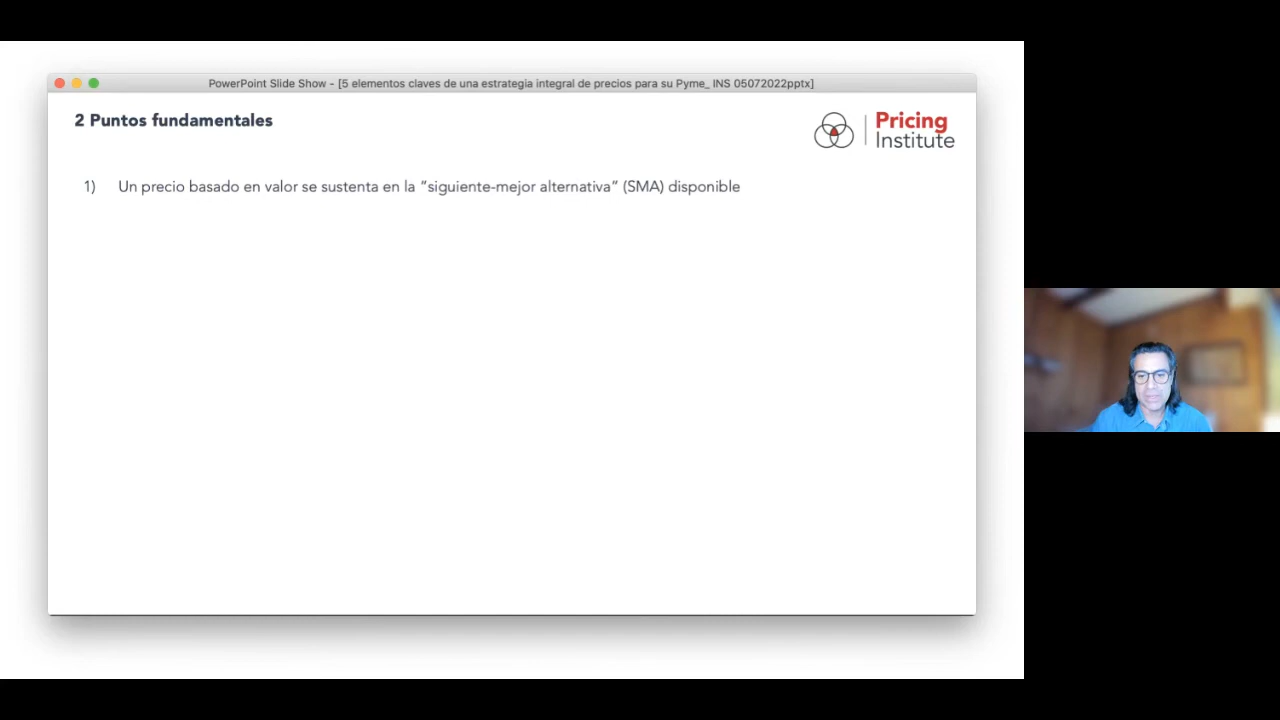 PowerPoint Slide Show - [5 elementos claves de una estrategia integral de precios para su Pyme_ INS 05072022pptx]
2 Puntos fundamentales
Pricing
Institute
1) Un precio basado en valor se sustenta en la “siguiente-mejor alternativa” (SMA) disponible